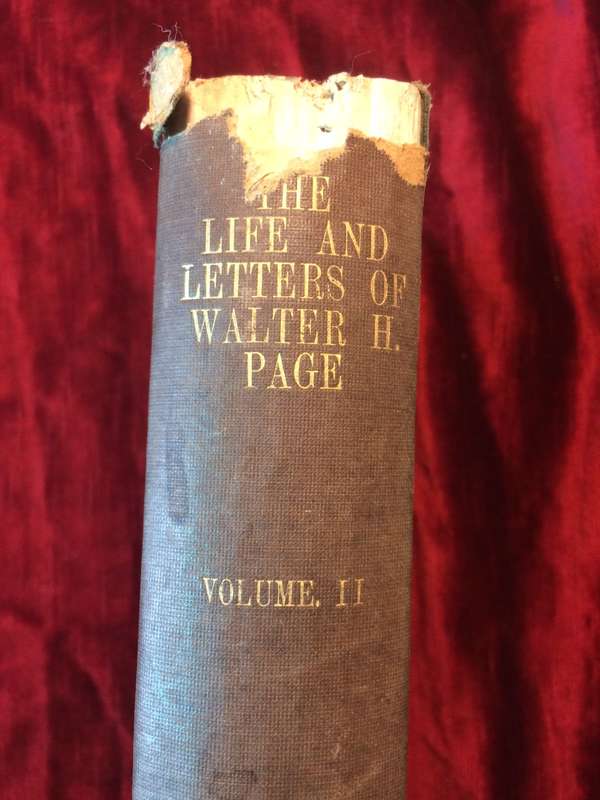 THE
LIFE AND
LETTERS OF
WALTER H.
PAGE
VOLUME. II